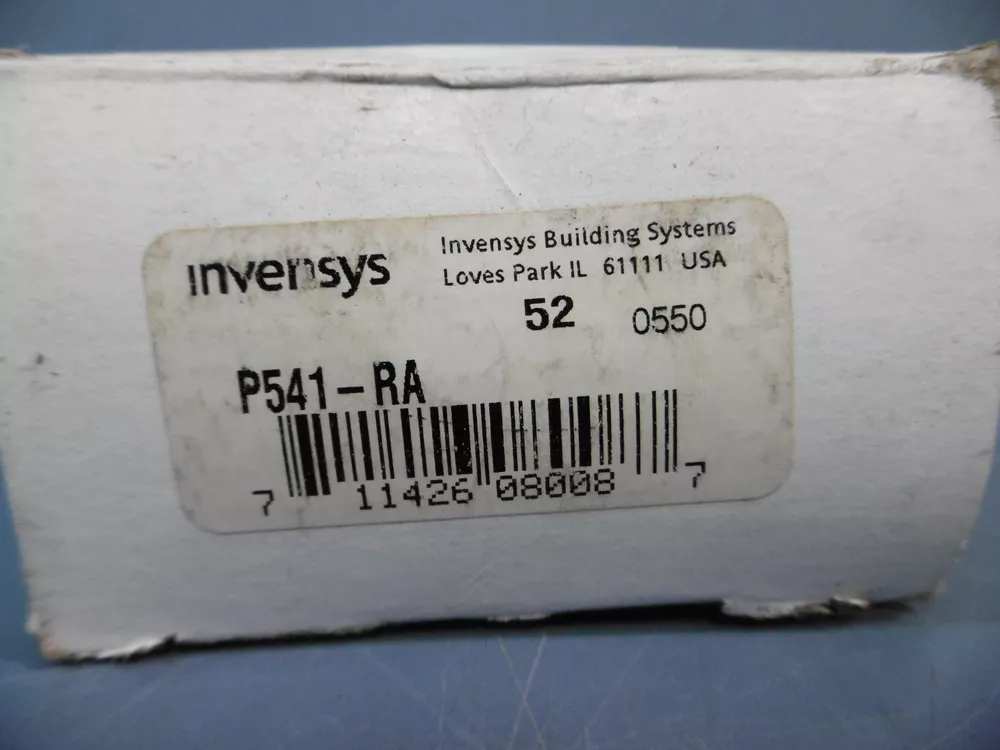 invensys
Invensys Building Systems
Loves Park IL 61111 USA
52 0550
P541-RA
7 11426 08008 7